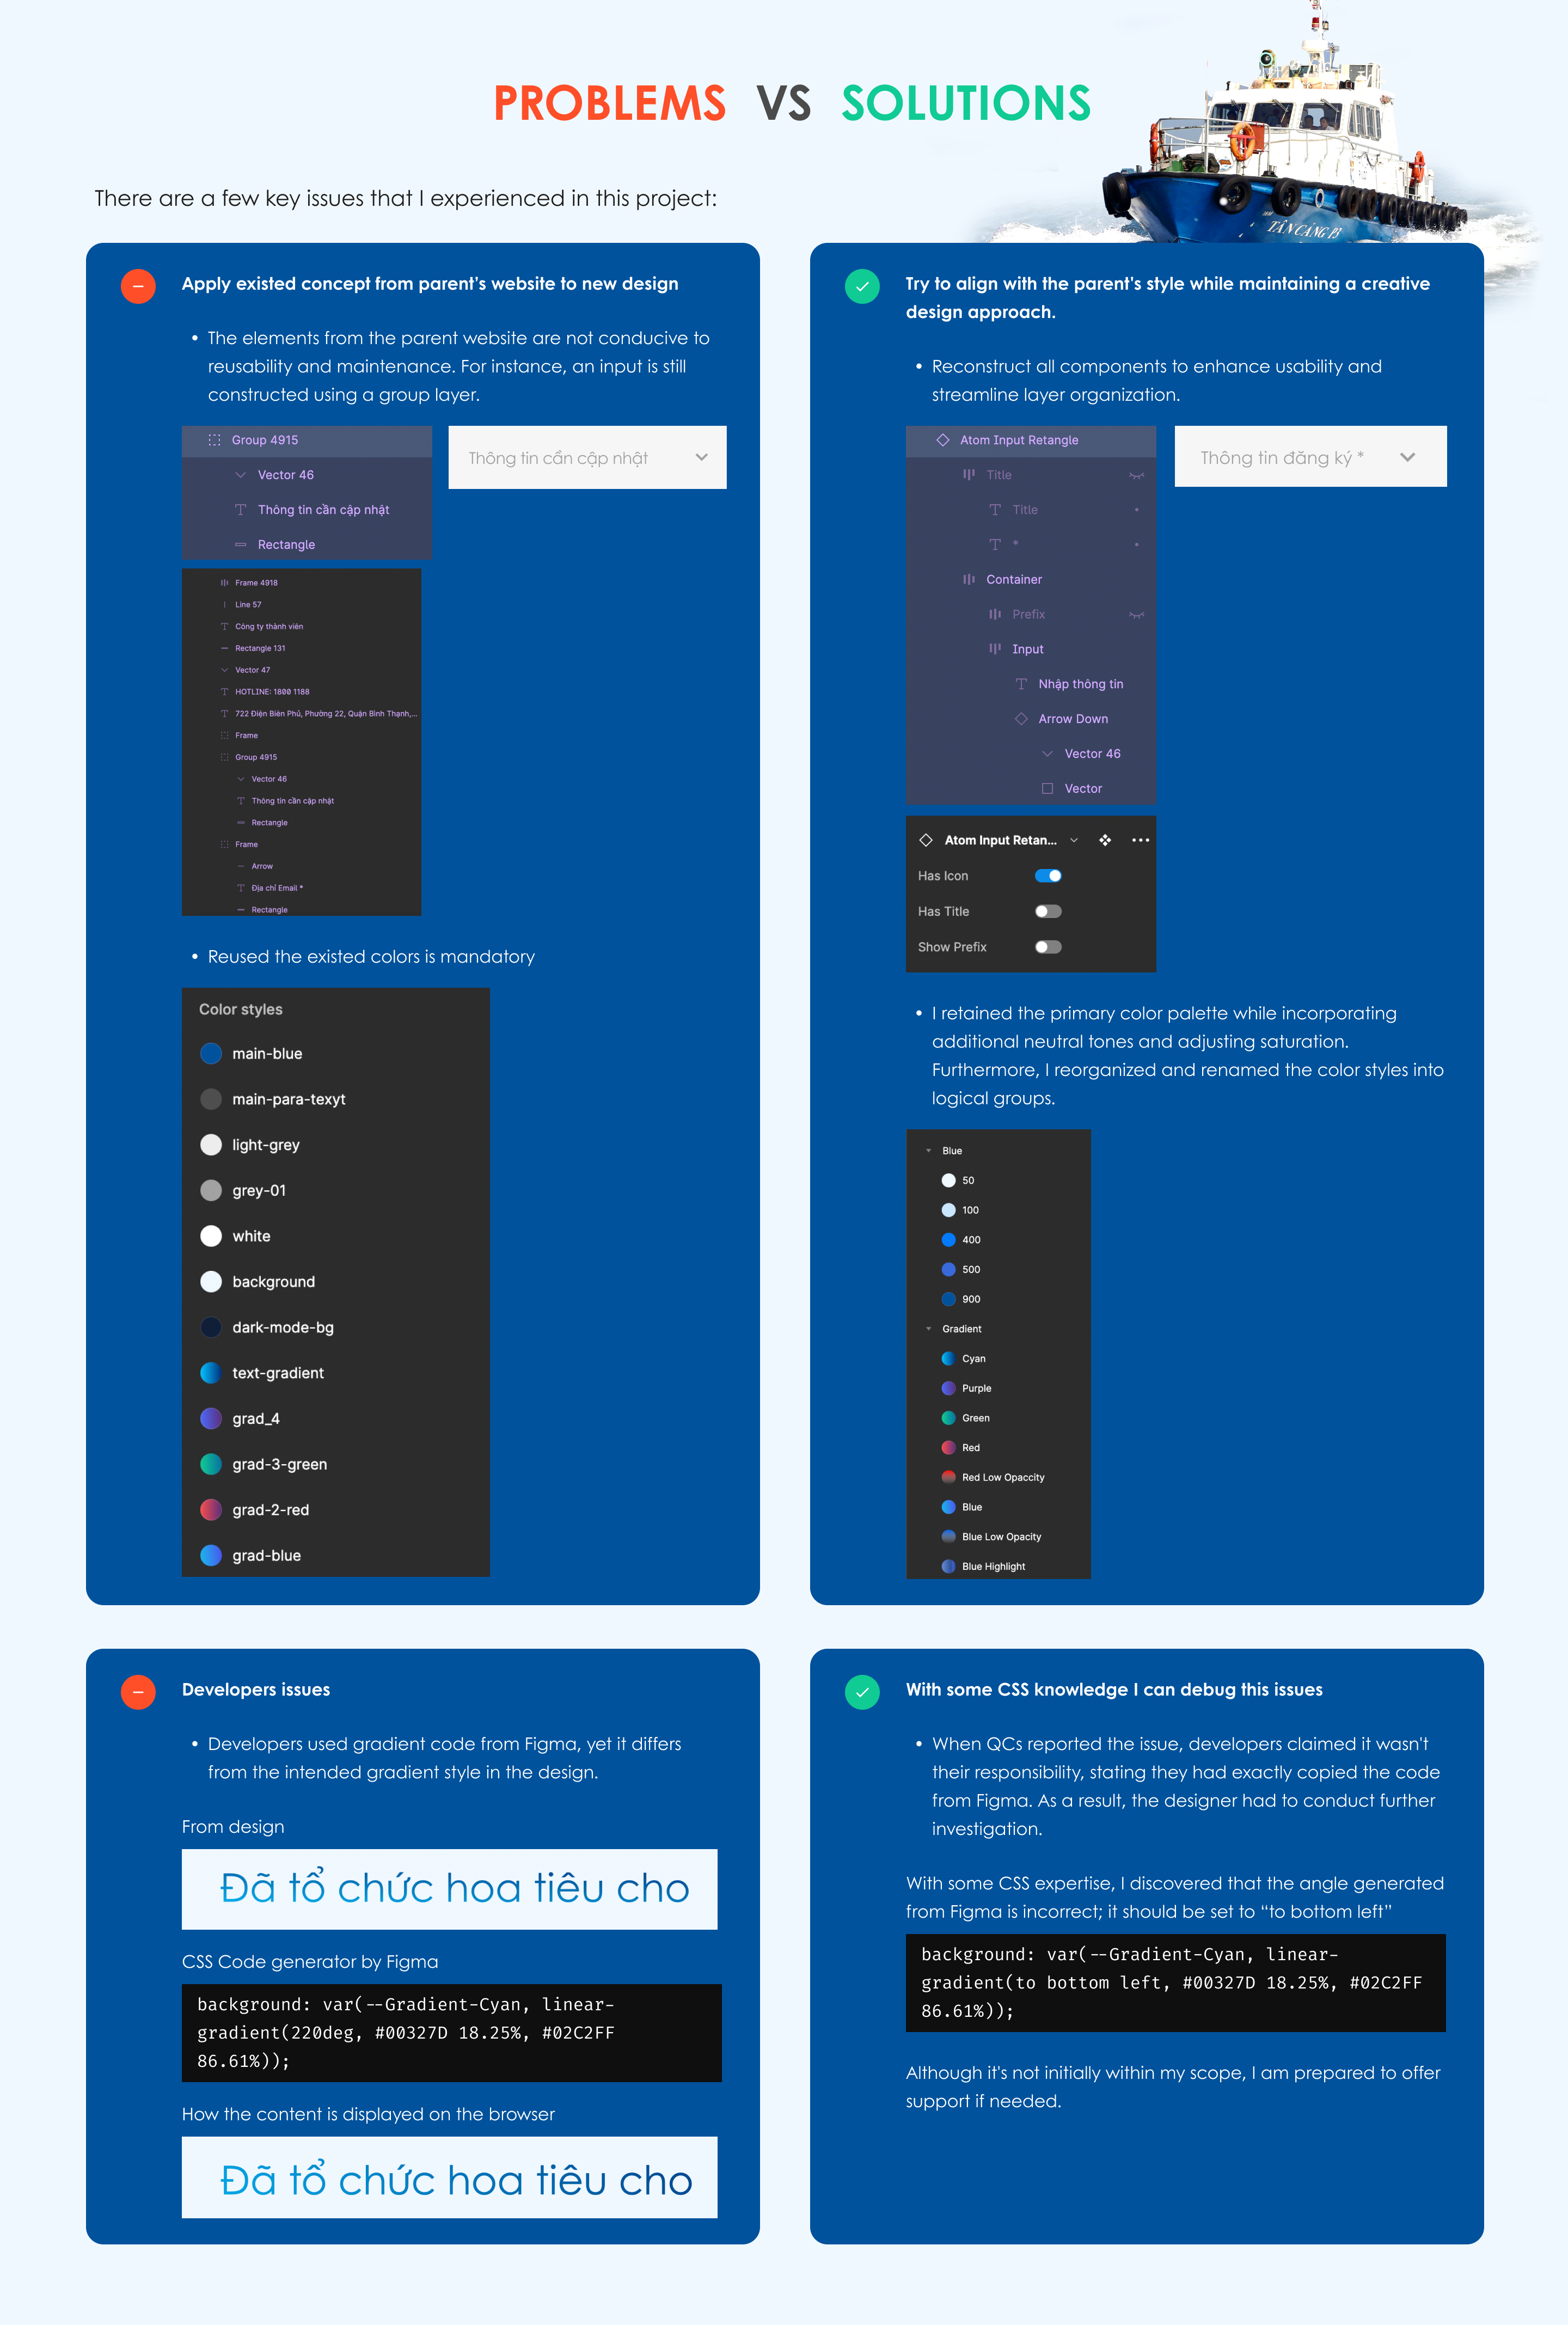 PROBLEMS VS SOLUTIONS
There are a few key issues that I experienced in this project:
TÂN CẢNG P3
Apply existed concept from parent's website to new design
• The elements from the parent website are not conducive to
reusability and maintenance. For instance, an input is still
constructed using a group layer.
Group 4915
Vector 46
Thông tin cần cập nhật
Rectangle
Thông tin cần cập nhật
Frame 4918
Line 57
Công ty thành viên
Rectangle 131
Vector 47
HOTLINE: 1800 1188
722 Điện Biên Phủ, Phường 22, Quận Bình Thạnh,...
Frame
Group 4915
Vector 46
Thông tin cần cập nhật
Rectangle
Frame
Arrow
Địa chỉ Email *
Rectangle
• Reused the existed colors is mandatory
Color styles
main-blue
main-para-texyt
light-grey
grey-01
white
background
dark-mode-bg
text-gradient
grad_4
grad-3-green
grad-2-red
grad-blue
Try to align with the parent's style while maintaining a creative
design approach.
• Reconstruct all components to enhance usability and
streamline layer organization.
Atom Input Retangle
Title
Title
*
Container
Prefix
Input
Nhập thông tin
Arrow Down
Vector 46
Vector
Thông tin đăng ký *
Atom Input Retan...
Has Icon
Has Title
Show Prefix
• I retained the primary color palette while incorporating
additional neutral tones and adjusting saturation.
Furthermore, I reorganized and renamed the color styles into
logical groups.
Blue
50
100
400
500
900
Gradient
Cyan
Purple
Green
Red
Red Low Opaccity
Blue
Blue Low Opacity
Blue Highlight
Developers issues
• Developers used gradient code from Figma, yet it differs
from the intended gradient style in the design.
From design
Đã tổ chức hoa tiêu cho
CSS Code generator by Figma
background: var(--Gradient-Cyan, linear-
gradient(220deg, #00327D 18.25%, #02C2FF
86.61%));
How the content is displayed on the browser
Đã tổ chức hoa tiêu cho
With some CSS knowledge I can debug this issues
• When QCs reported the issue, developers claimed it wasn't
their responsibility, stating they had exactly copied the code
from Figma. As a result, the designer had to conduct further
investigation.
With some CSS expertise, I discovered that the angle generated
from Figma is incorrect; it should be set to “to bottom left”
background: var(--Gradient-Cyan, linear-
gradient(to bottom left, #00327D 18.25%, #02C2FF
86.61%));
Although it's not initially within my scope, I am prepared to offer
support if needed.